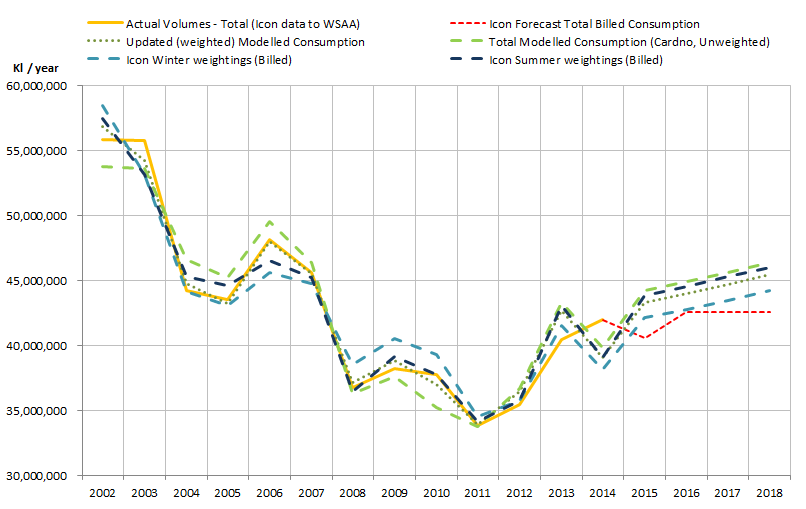 Actual Volumes - Total (Icon data to WSAA)
Icon Forecast Total Billed Consumption
Updated (weighted) Modelled Consumption
Total Modelled Consumption (Cardno, Unweighted)
Icon Winter weightings (Billed)
Icon Summer weightings (Billed)
Kl / year
60,000,000
55,000,000
50,000,000
45,000,000
40,000,000
35,000,000
30,000,000
2002 2003 2004 2005 2006 2007 2008 2009 2010 2011 2012 2013 2014 2015 2016 2017 2018